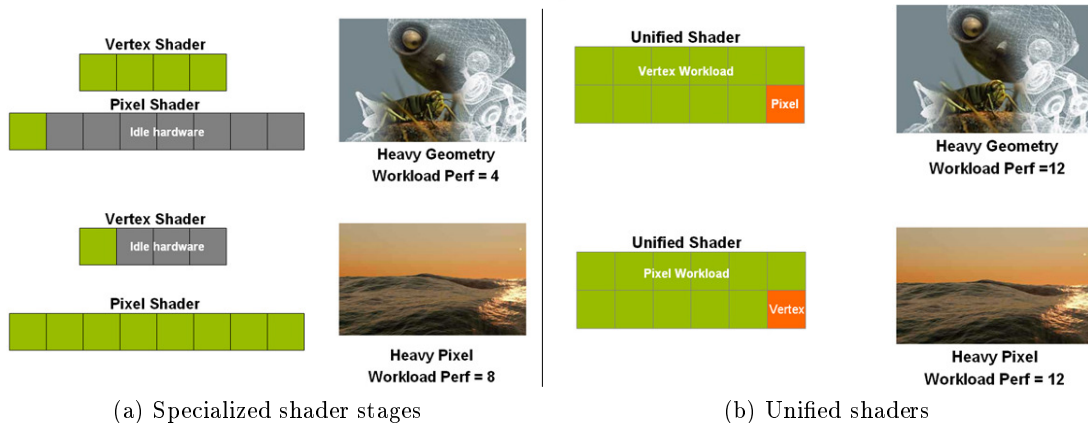 Vertex Shader
Pixel Shader
Idle hardware
Heavy Geometry
Workload Perf = 4
Vertex Shader
Idle hardware
Pixel Shader
Heavy Pixel
Workload Perf = 8
(a) Specialized shader stages
Unified Shader
Vertex Workload
Pixel
Heavy Geometry
Workload Perf =12
Unified Shader
Pixel Workload
Vertex
Heavy Pixel
Workload Perf = 12
(b) Unified shaders